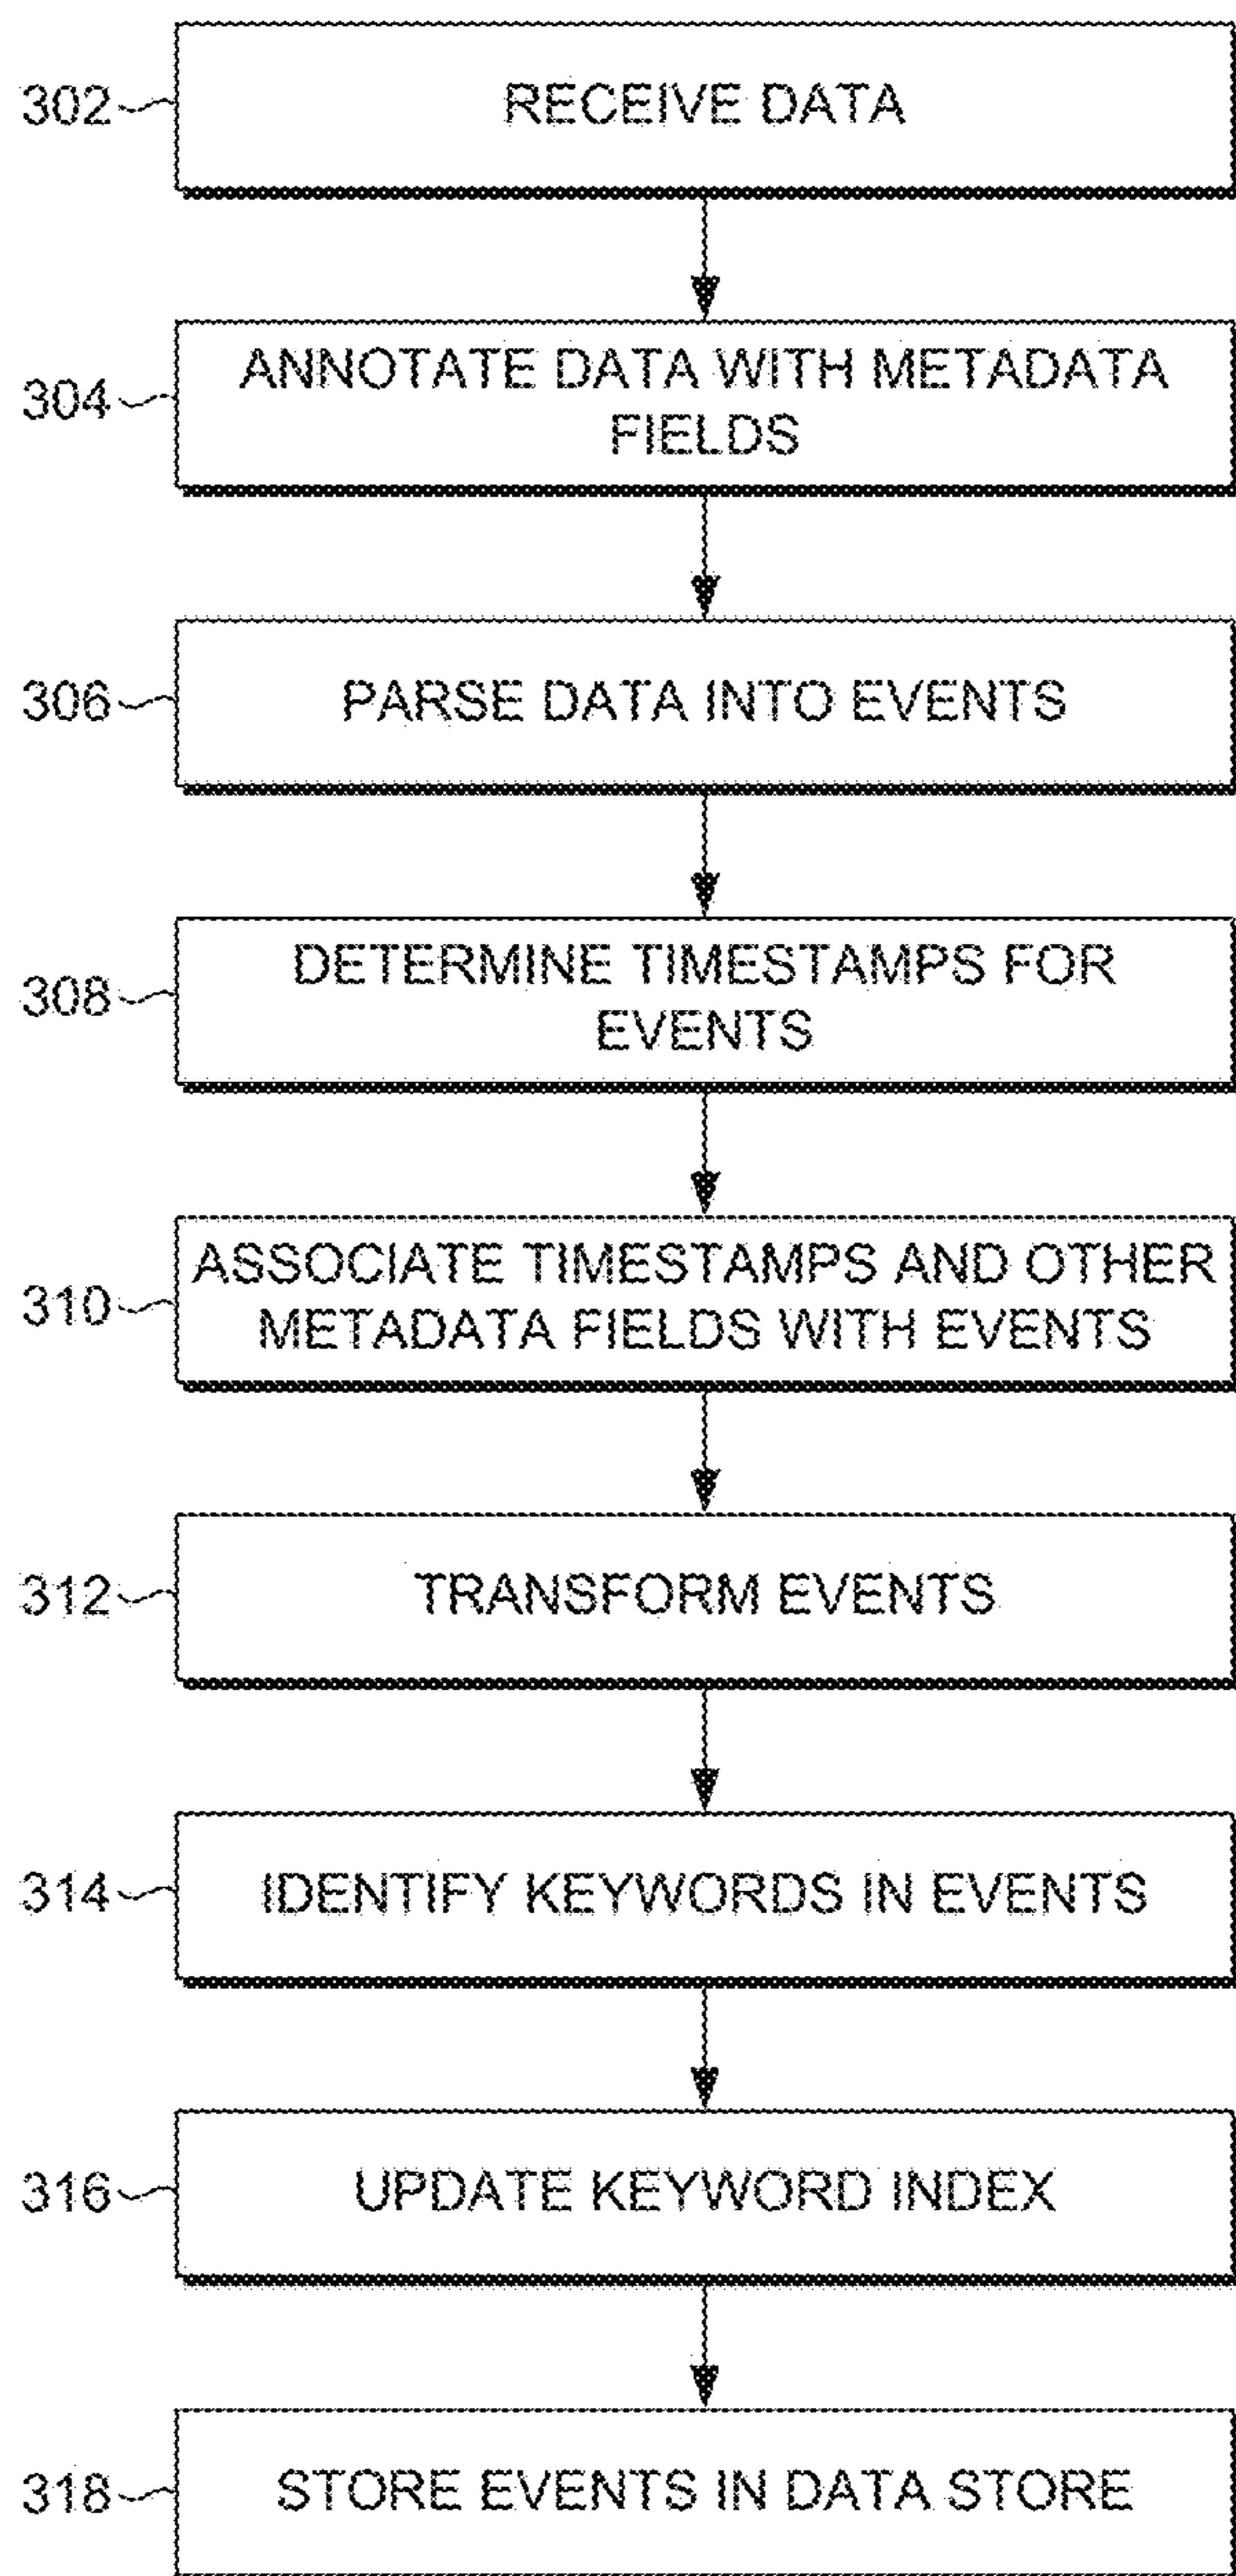 302
RECEIVE DATA
304
ANNOTATE DATA WITH METADATA
FIELDS
306
PARSE DATA INTO EVENTS
308
DETERMINE TIMESTAMPS FOR
EVENTS
310
ASSOCIATE TIMESTAMPS AND OTHER
METADATA FIELDS WITH EVENTS
312
TRANSFORM EVENTS
314
IDENTIFY KEYWORDS IN EVENTS
316
UPDATE KEYWORD INDEX
318
STORE EVENTS IN DATA STORE